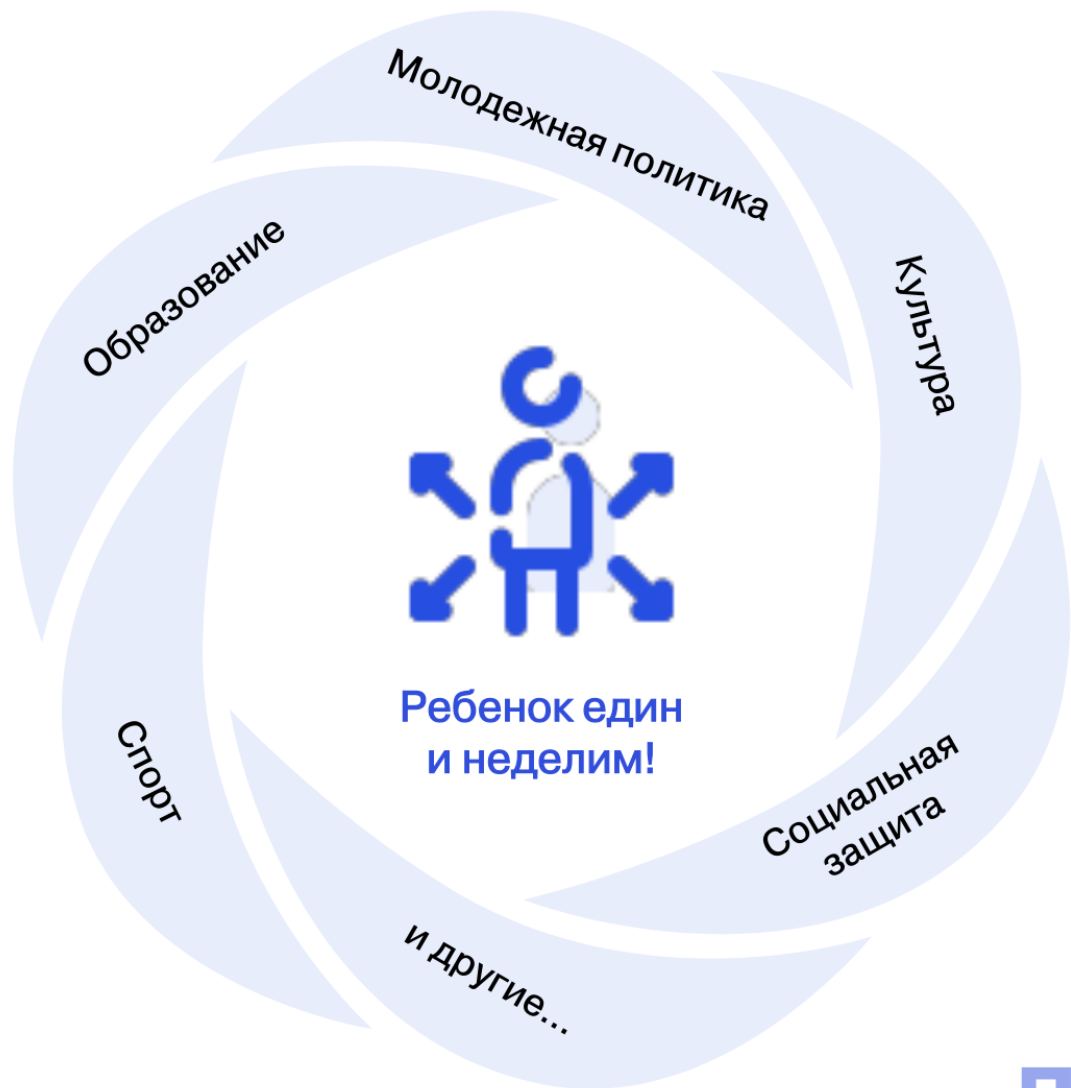 Молодежная политика
Культура
Социальная
защита
и другие...
Спорт
Образование
Ребенок един
и неделим!